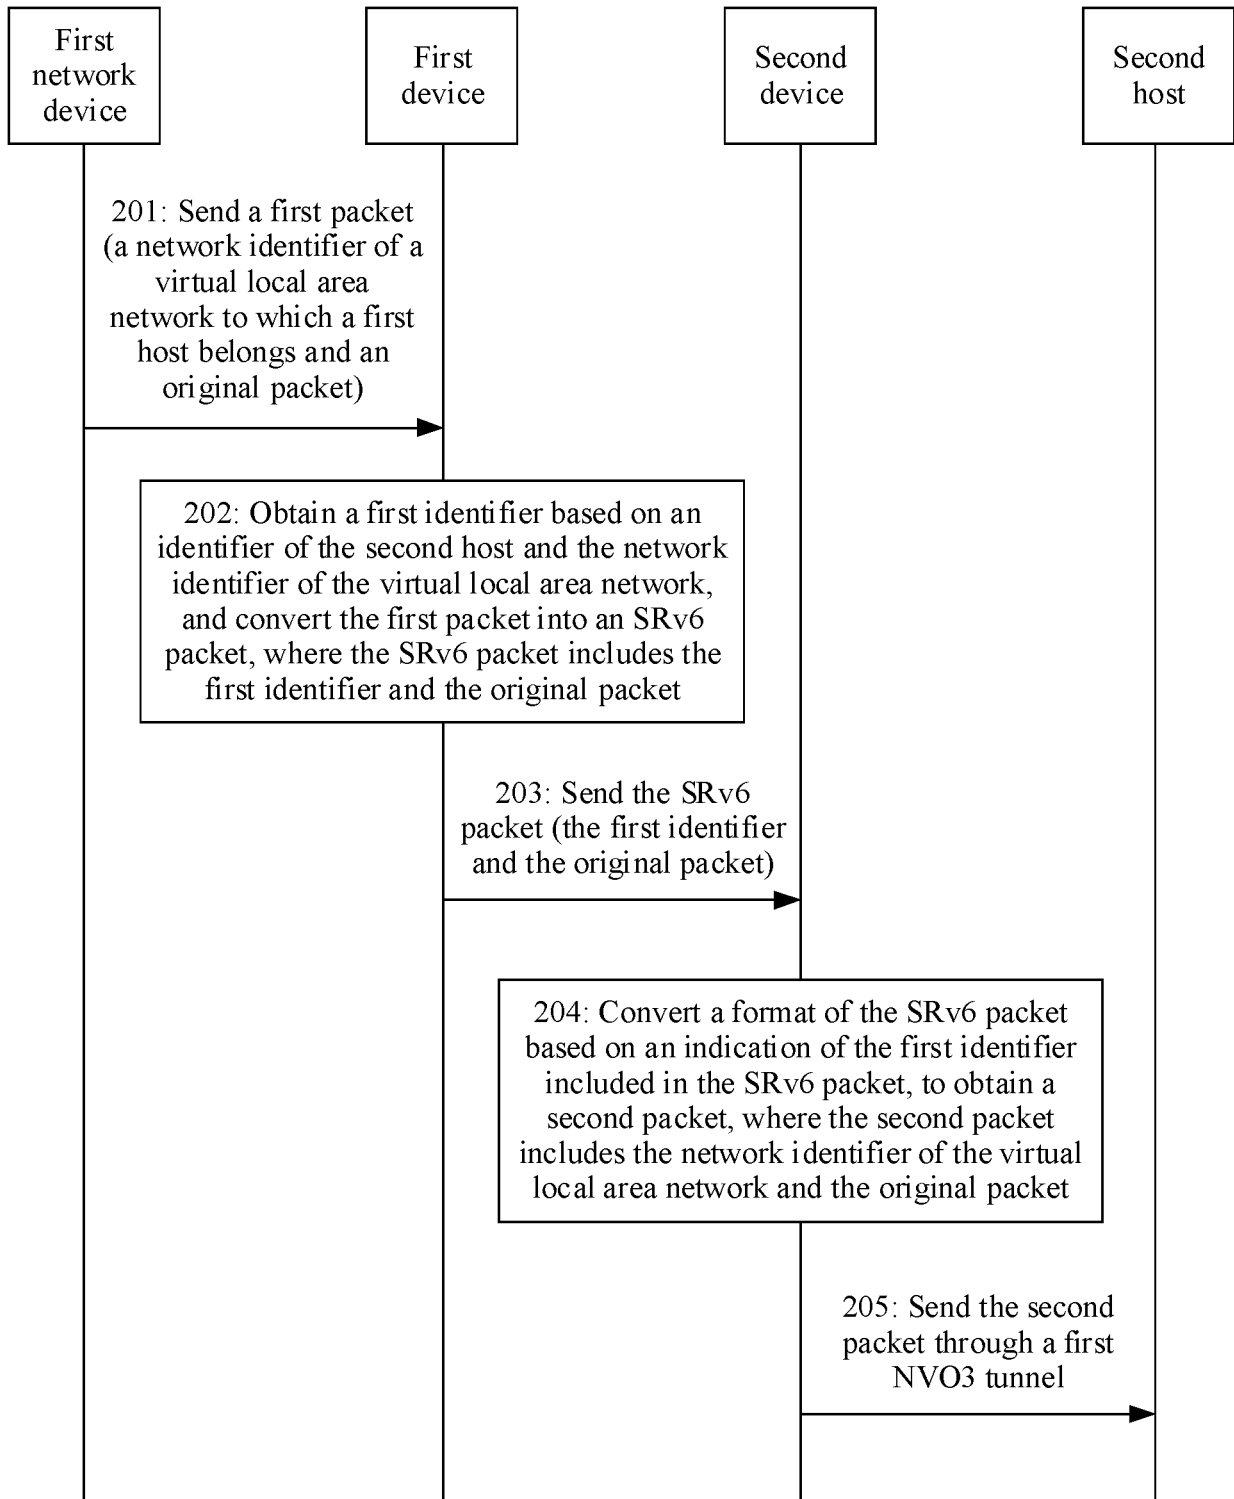 First
network
device
First
device
Second
device
Second
host
201: Send a first packet
(a network identifier of a
virtual local area
network to which a first
host belongs and an
original packet)
202: Obtain a first identifier based on an
identifier of the second host and the network
identifier of the virtual local area network,
and convert the first packet into an SRv6
packet, where the SRv6 packet includes the
first identifier and the original packet
203: Send the SRv6
packet (the first identifier
and the original packet)
204: Convert a format of the SRv6 packet
based on an indication of the first identifier
included in the SRv6 packet, to obtain a
second packet, where the second packet
includes the network identifier of the virtual
local area network and the original packet
205: Send the second
packet through a first
NVO3 tunnel